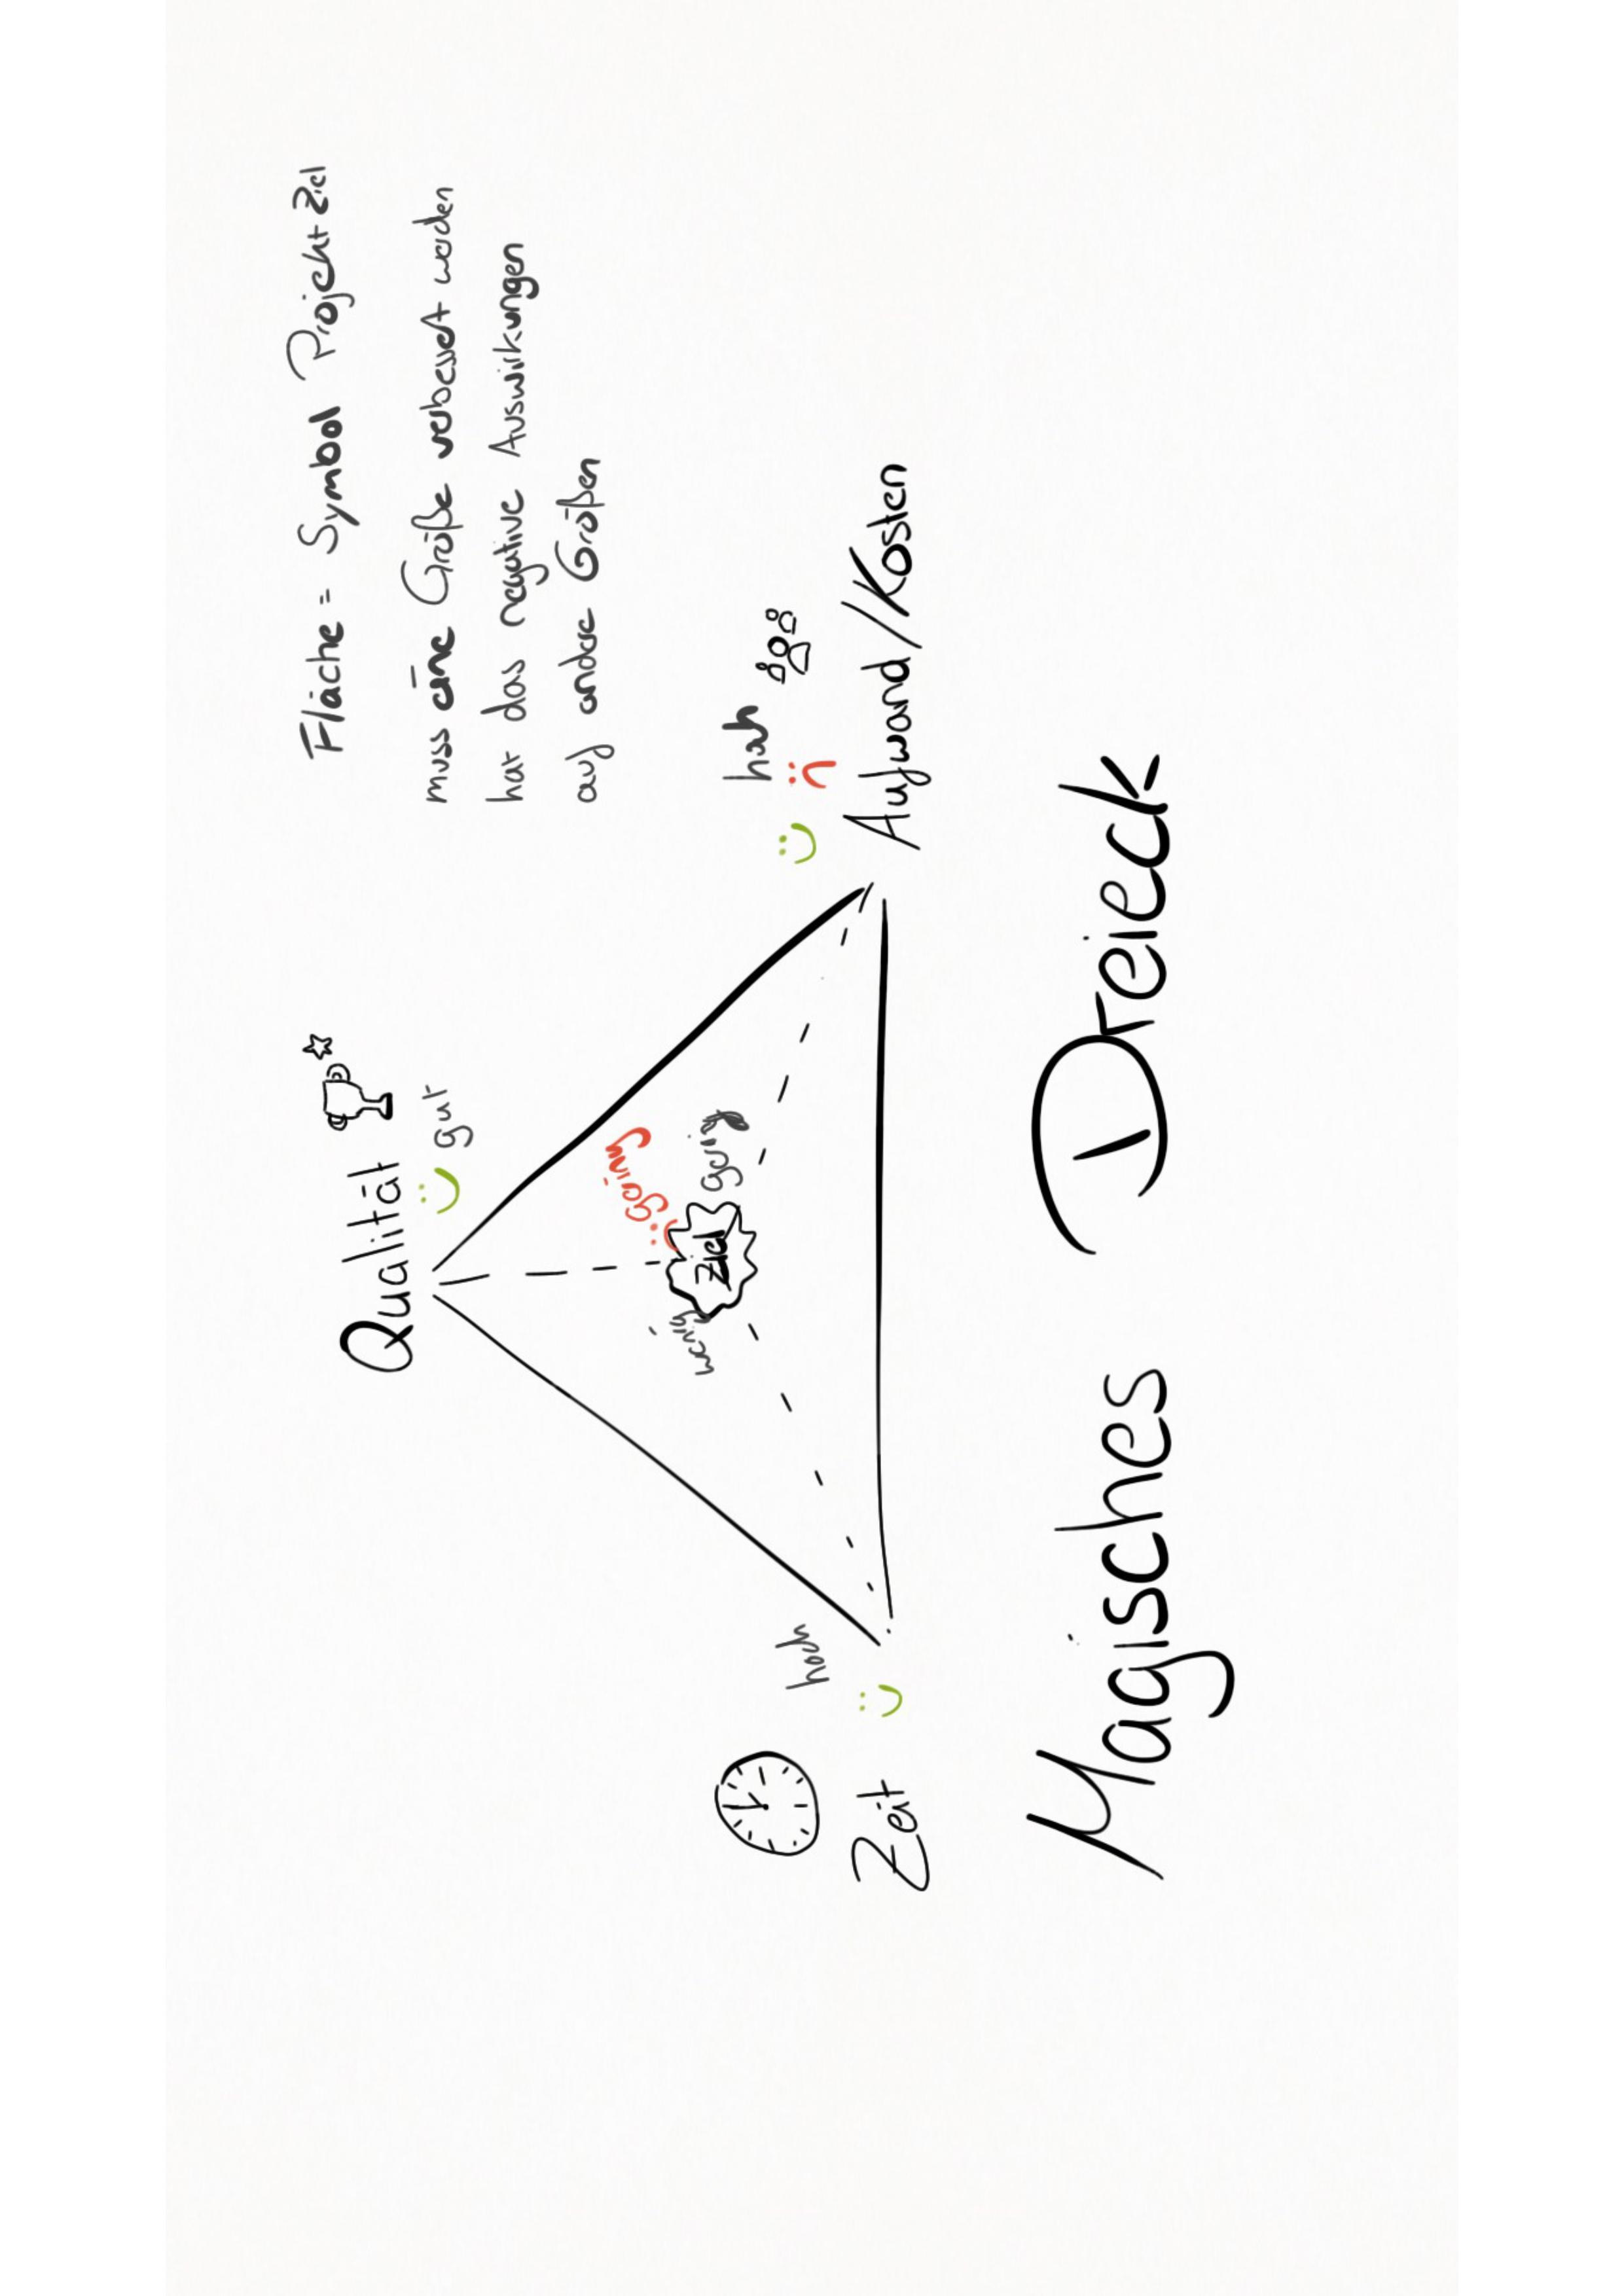 Fläche = Symbol Projekt Ziel
Qualität
gut
muss eine Größe verbessert werden
hat das negative Auswirkungen
auf andere Größen
gering
wenig
Ziel
gering
hoch
hoch
Zeit
Aufwand/Kosten
Magisches Dreieck